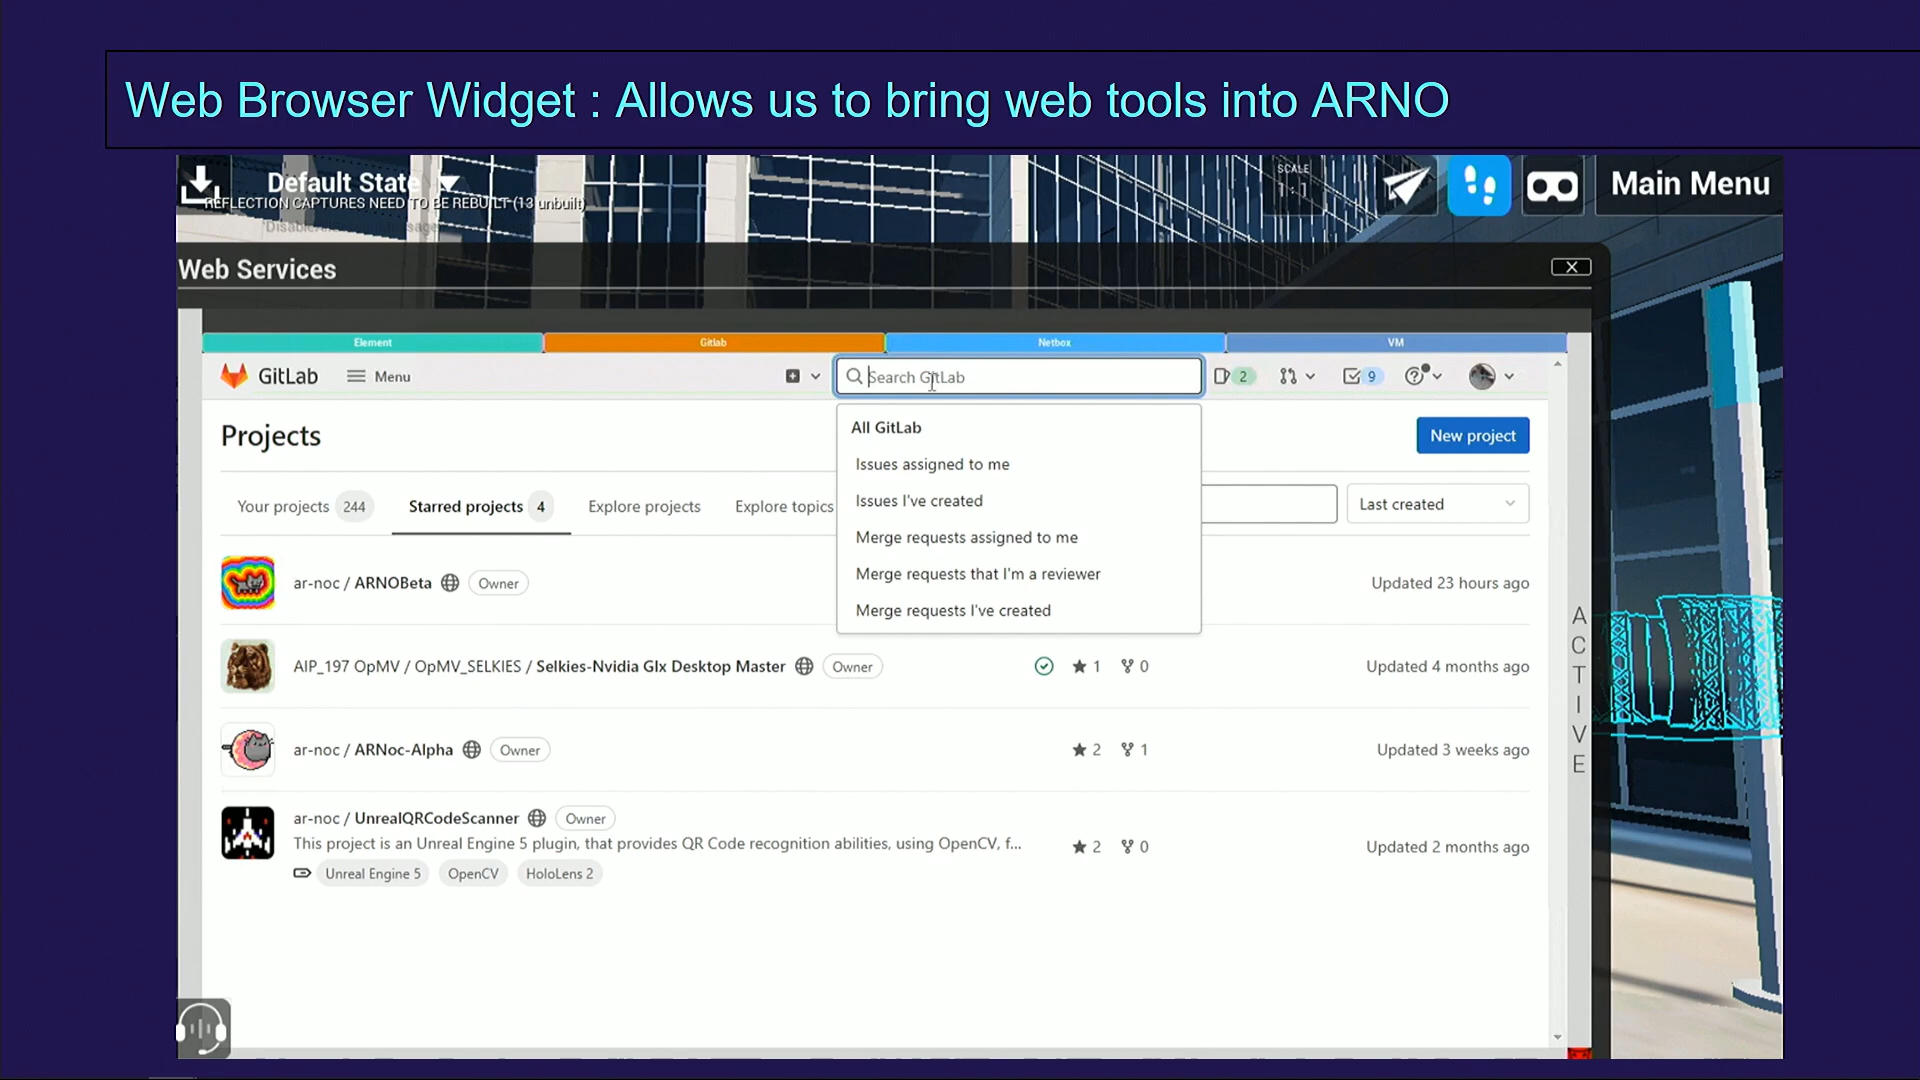 Web Browser Widget : Allows us to bring web tools into ARNO
Default State
SCALE
1:1
Main Menu
REFLECTION CAPTURES NEED TO BE REBUILT (13 unbuilt)
Web Services
X
Element
Gitlab
Netbox
VM
GitLab
Menu
Search GitLab
2
9
Projects
All GitLab
New project
Issues assigned to me
Your projects 244
Starred projects 4
Explore projects
Explore topics
Issues I've created
Last created
Merge requests assigned to me
Merge requests that I'm a reviewer
Merge requests I've created
ar-noc / ARNOBeta Owner
Updated 23 hours ago
AIP_197 OpMV / OpMV_SELKIES / Selkies-Nvidia Glx Desktop Master Owner
1 0
Updated 4 months ago
ar-noc / ARNoc-Alpha Owner
2 1
Updated 3 weeks ago
ar-noc / UnrealQRCodeScanner Owner
This project is an Unreal Engine 5 plugin, that provides QR Code recognition abilities, using OpenCV, f...
2 0
Updated 2 months ago
Unreal Engine 5 OpenCV HoloLens 2
ACTIVE